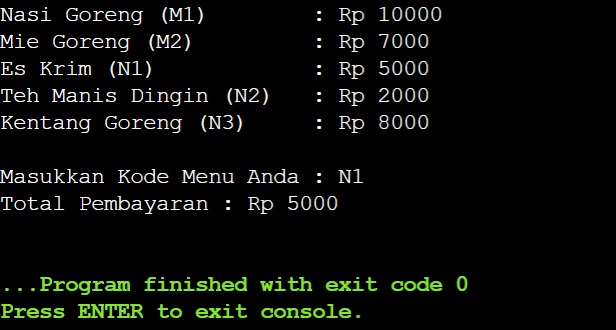 Nasi Goreng (M1)         : Rp 10000
Mie Goreng (M2)          : Rp 7000
Es Krim (N1)             : Rp 5000
Teh Manis Dingin (N2)    : Rp 2000
Kentang Goreng (N3)      : Rp 8000
Masukkan Kode Menu Anda : N1
Total Pembayaran : Rp 5000
...Program finished with exit code 0
Press ENTER to exit console.